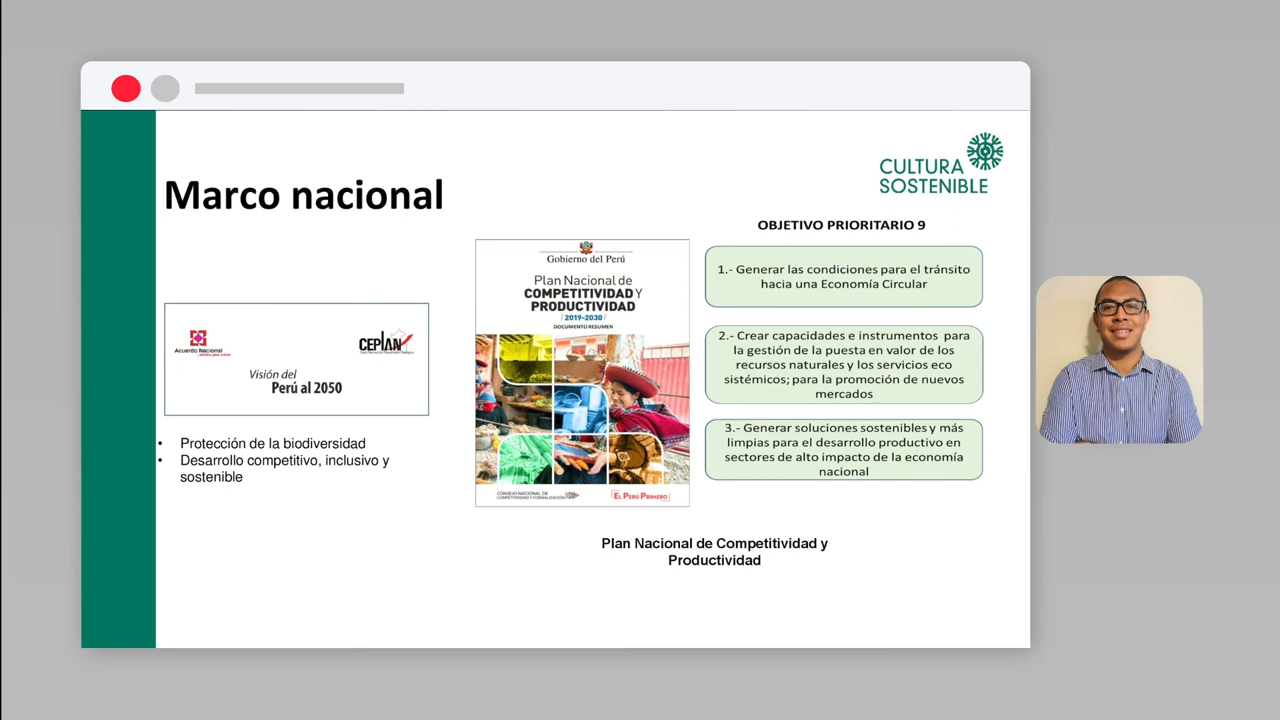 CULTURA
SOSTENIBLE
Marco nacional
Acuerdo Nacional
CEPLAN
Visión del
Perú al 2050
• Protección de la biodiversidad
• Desarrollo competitivo, inclusivo y
sostenible
Gobierno del Perú
Plan Nacional de
COMPETITIVIDAD Y
PRODUCTIVIDAD
/ 2019-2030 /
DOCUMENTO RESUMEN
CONSEJO NACIONAL DE
COMPETITIVIDAD Y FORMALIZACIÓN
EL PERÚ PRIMERO
Plan Nacional de Competitividad y
Productividad
OBJETIVO PRIORITARIO 9
1.- Generar las condiciones para el tránsito
hacia una Economía Circular
2.- Crear capacidades e instrumentos para
la gestión de la puesta en valor de los
recursos naturales y los servicios eco
sistémicos; para la promoción de nuevos
mercados
3.- Generar soluciones sostenibles y más
limpias para el desarrollo productivo en
sectores de alto impacto de la economía
nacional